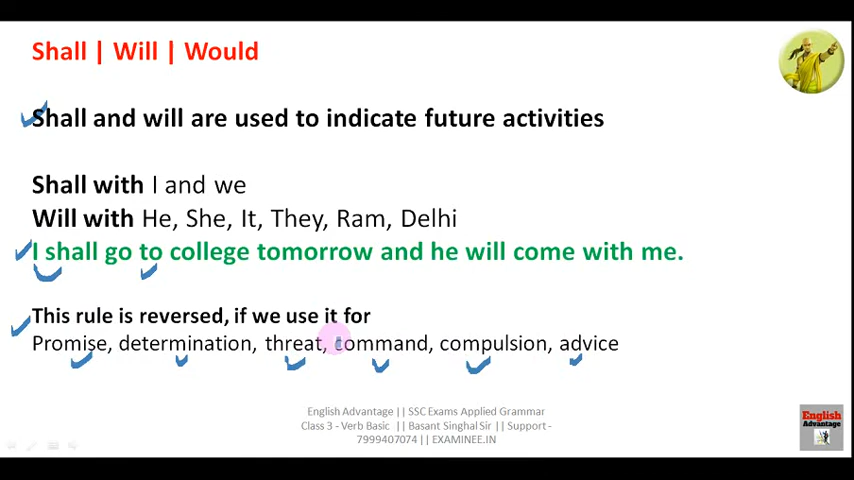 Shall | Will | Would
Shall and will are used to indicate future activities
Shall with I and we
Will with He, She, It, They, Ram, Delhi
I shall go to college tomorrow and he will come with me.
This rule is reversed, if we use it for
Promise, determination, threat, command, compulsion, advice
English Advantage || SSC Exams Applied Grammar
Class 3 - Verb Basic || Basant Singhal Sir || Support -
7999407074 || EXAMINEE.IN
English
Advantage